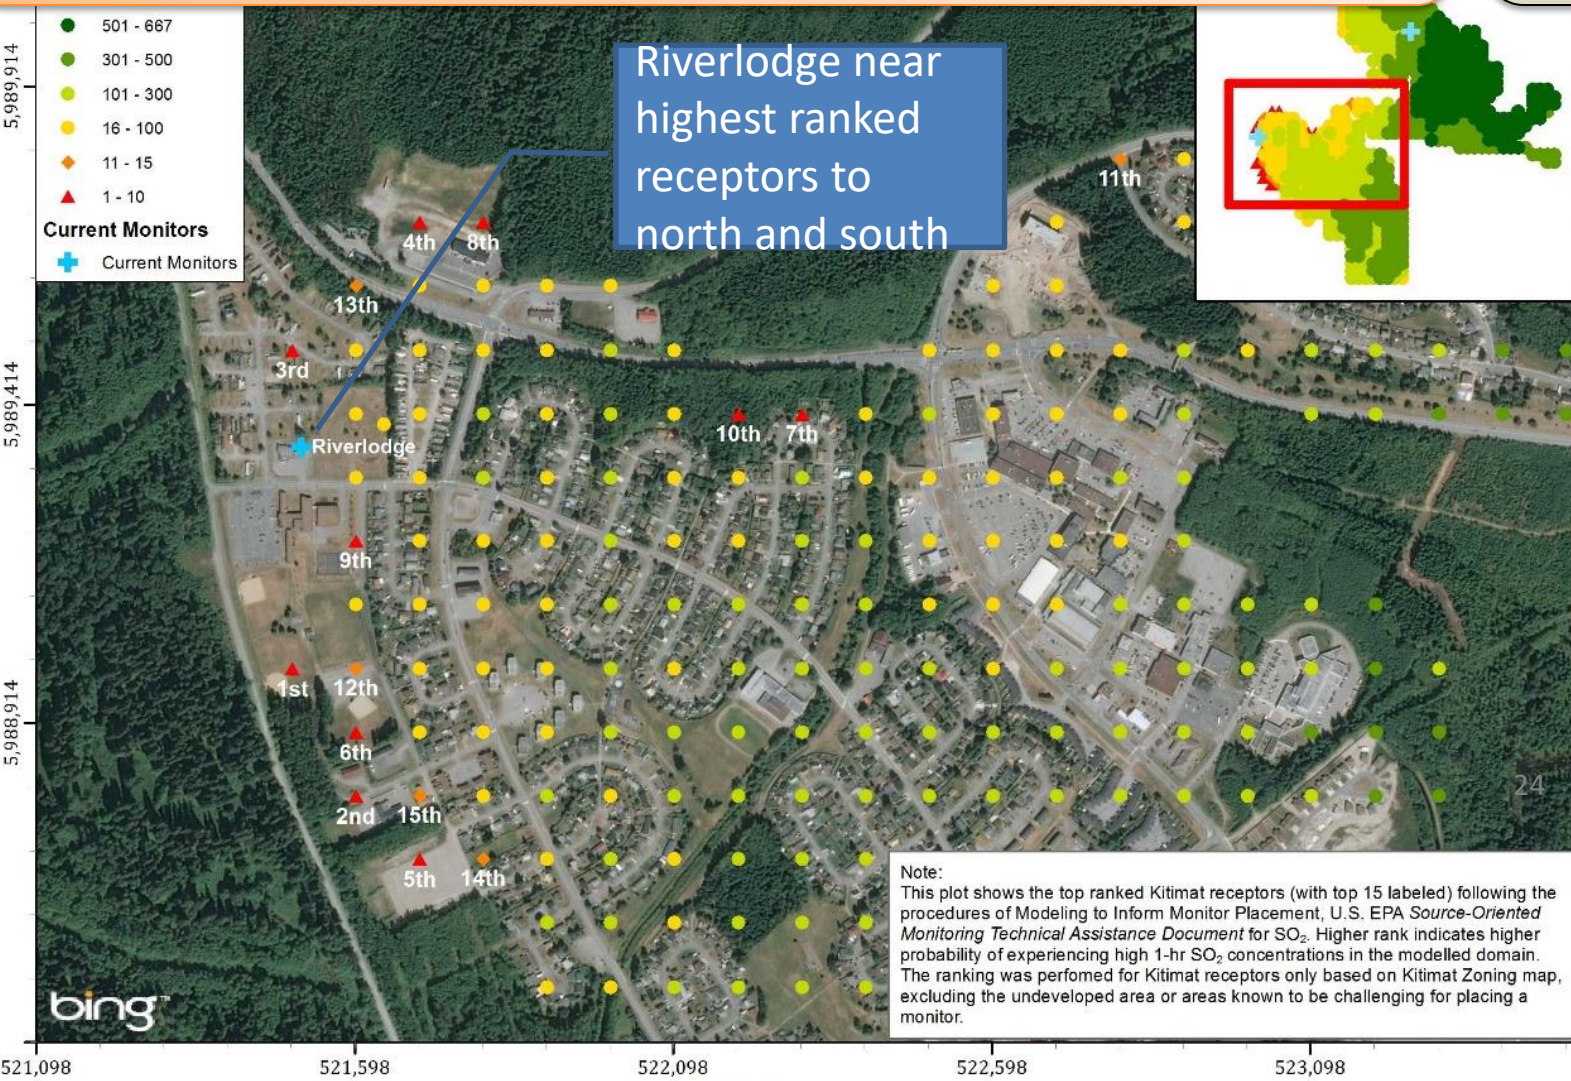 501 - 667
301 - 500
101 - 300
16 - 100
11 - 15
1 - 10
Current Monitors
Current Monitors
Riverlodge near
highest ranked
receptors to
north and south
5,989,914
5,989,414
5,988,914
11th
4th
8th
13th
3rd
10th
7th
Riverlodge
9th
1st
12th
6th
2nd
15th
5th
14th
24
Note:
This plot shows the top ranked Kitimat receptors (with top 15 labeled) following the
procedures of Modeling to Inform Monitor Placement, U.S. EPA Source-Oriented
Monitoring Technical Assistance Document for SO₂. Higher rank indicates higher
probability of experiencing high 1-hr SO₂ concentrations in the modelled domain.
The ranking was perfomed for Kitimat receptors only based on Kitimat Zoning map,
excluding the undeveloped area or areas known to be challenging for placing a
monitor.
bing™
521,098
521,598
522,098
522,598
523,098